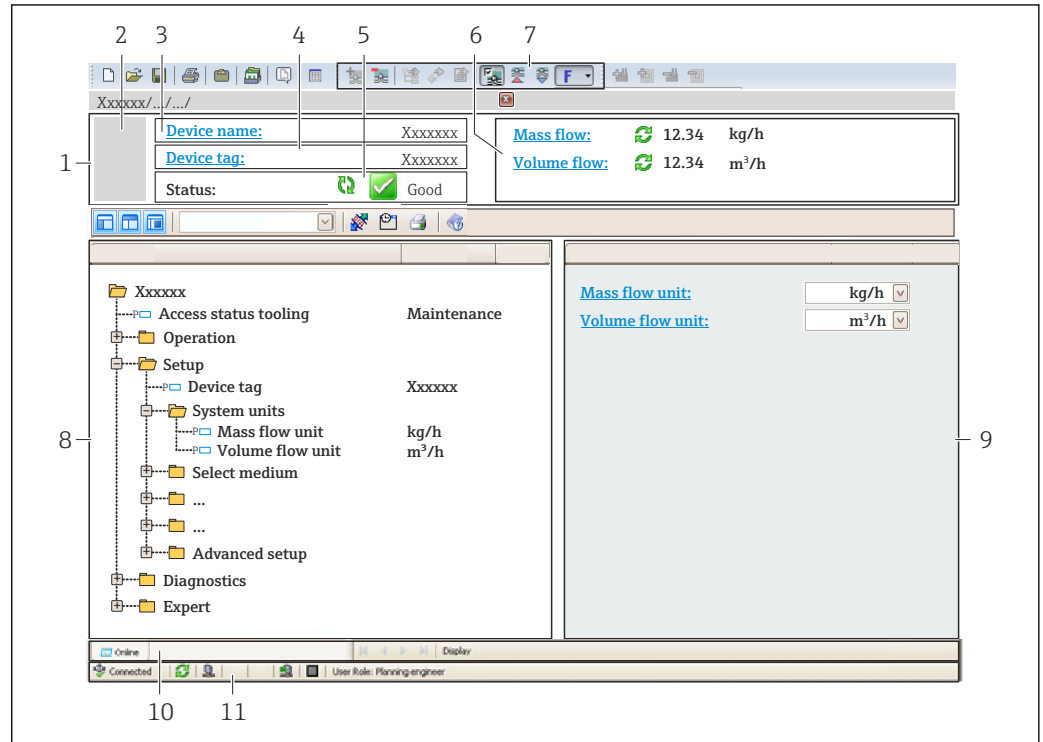 2 3 4 5 6 7
F
Xxxxxx/.../.../
1
Device name: Xxxxxxx
Device tag: Xxxxxxx
Status: Good
Mass flow: 12.34 kg/h
Volume flow: 12.34 m³/h
Xxxxxx
P Access status tooling Maintenance
Operation
Setup
P Device tag Xxxxxx
System units
P Mass flow unit kg/h
P Volume flow unit m³/h
Select medium
...
...
Advanced setup
Diagnostics
Expert
8
Mass flow unit: kg/h
Volume flow unit: m³/h
9
Online Display
Connected User Role: Planning engineer
10 11